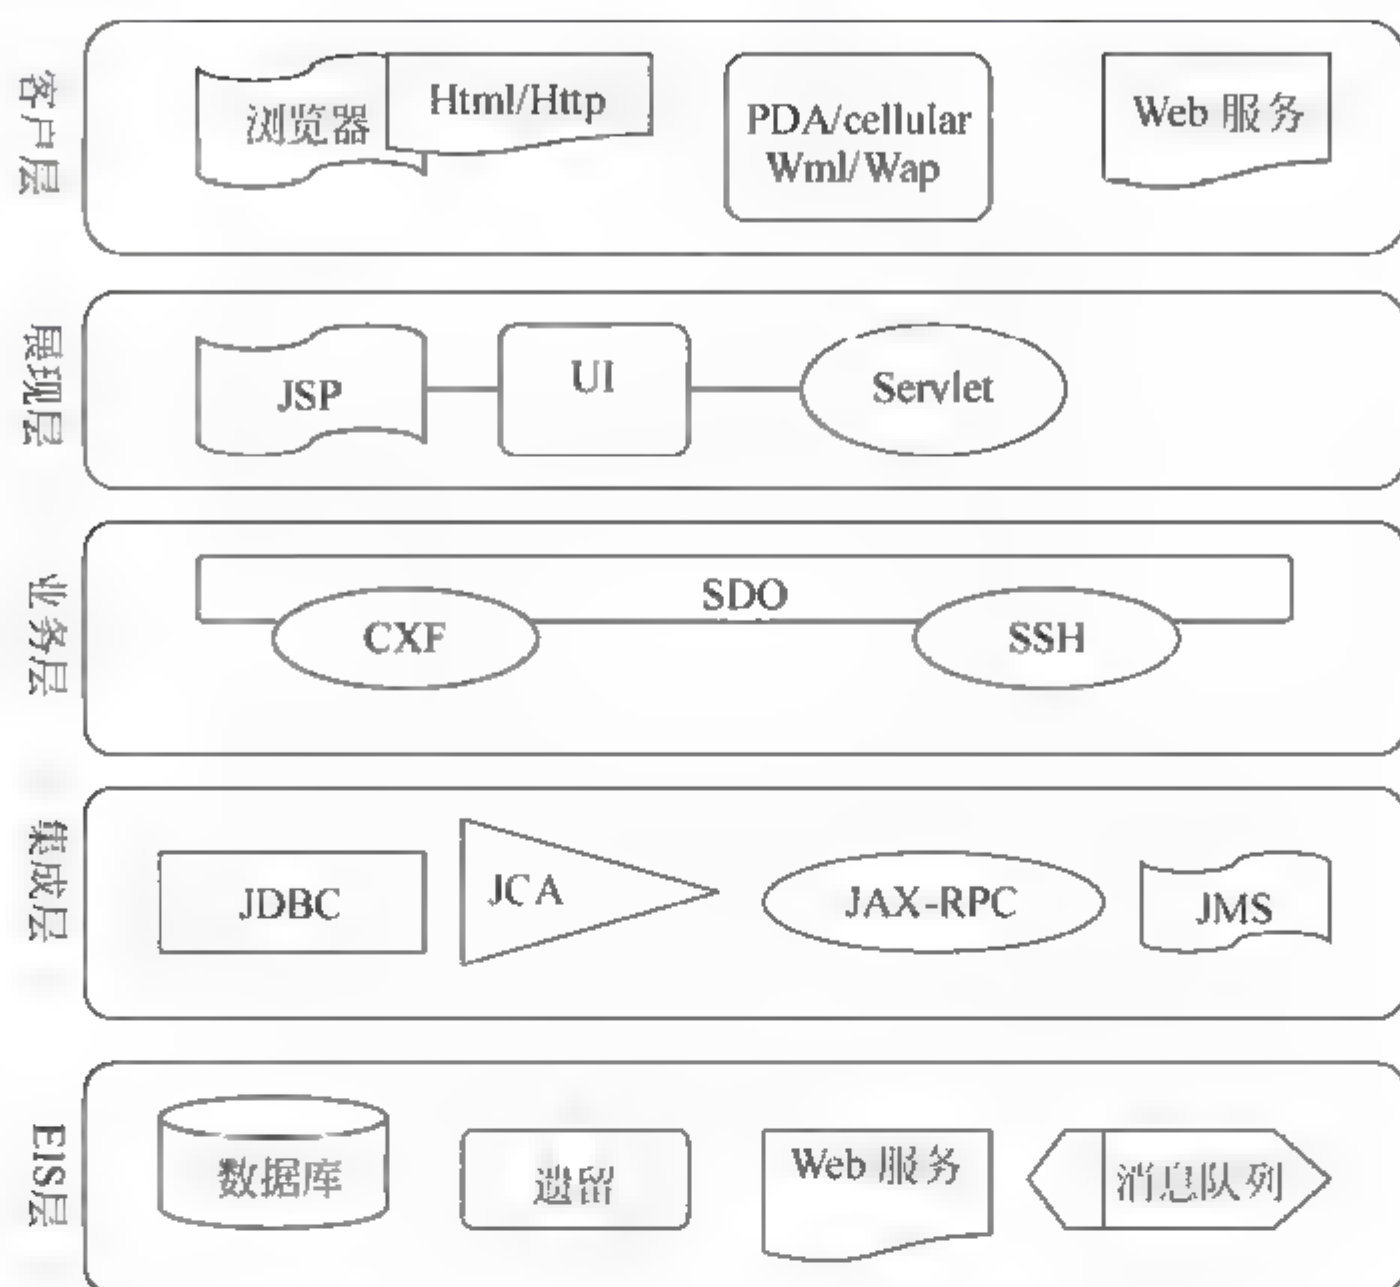 客户层
浏览器
Html/Http
PDA/cellular
Wml/Wap
Web 服务
展现层
JSP
UI
Servlet
业务层
SDO
CXF
SSH
集成层
JDBC
JCA
JAX-RPC
JMS
EIS层
数据库
遗留
Web 服务
消息队列